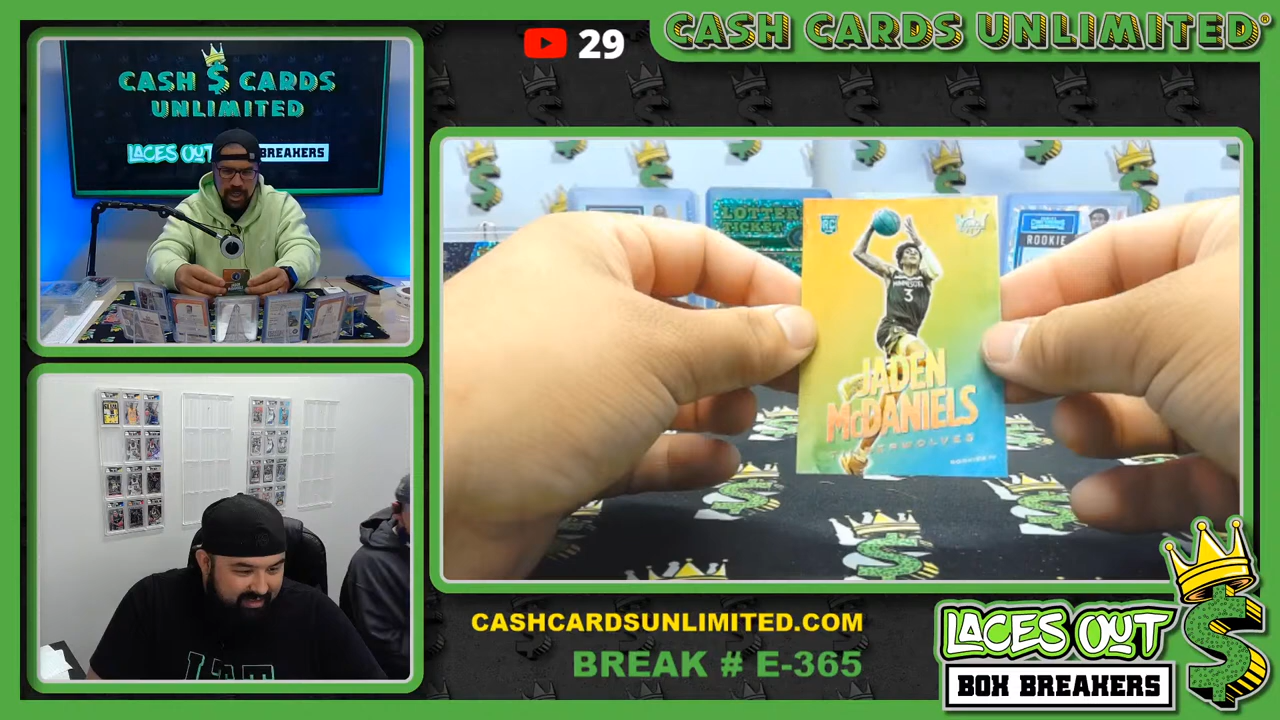 CASH $ CARDS
UNLIMITED
LACES OUT BREAKERS
29
CASH CARDS UNLIMITED®
LOTTERY
TICKET
ROOKIE
RC
MINNESOTA
3
JADEN
McDANIELS
CASHCARDSUNLIMITED.COM
BREAK # E-365
LACES OUT
BOX BREAKERS